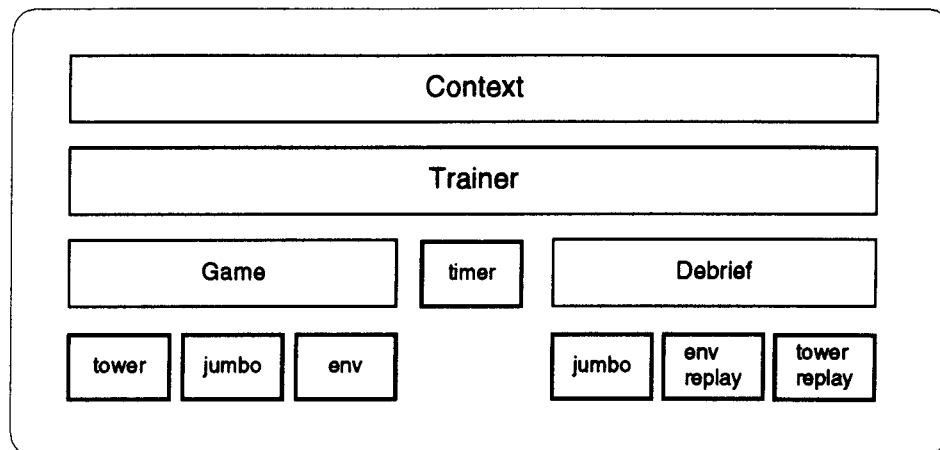 Context
Trainer
Game
timer
Debrief
tower
jumbo
env
jumbo
env
replay
tower
replay